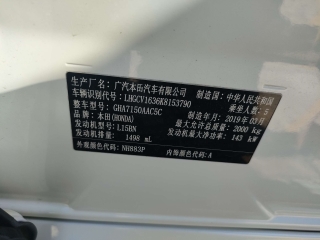 生产厂名: 广汽本田汽车有限公司
车辆识别代号: LHGCV1636K8153790 制造国: 中华人民共和国
整车型号: GHA7150AAC5C 乘坐人数: 5
品牌: 本田(HONDA) 制造年月: 2019年03月
发动机型号: L15BN 最大允许总质量: 2000 kg
发动机排量: 1498 mL 发动机最大净功率: 143 kW
外观颜色代码: NH883P 内饰颜色代码: A